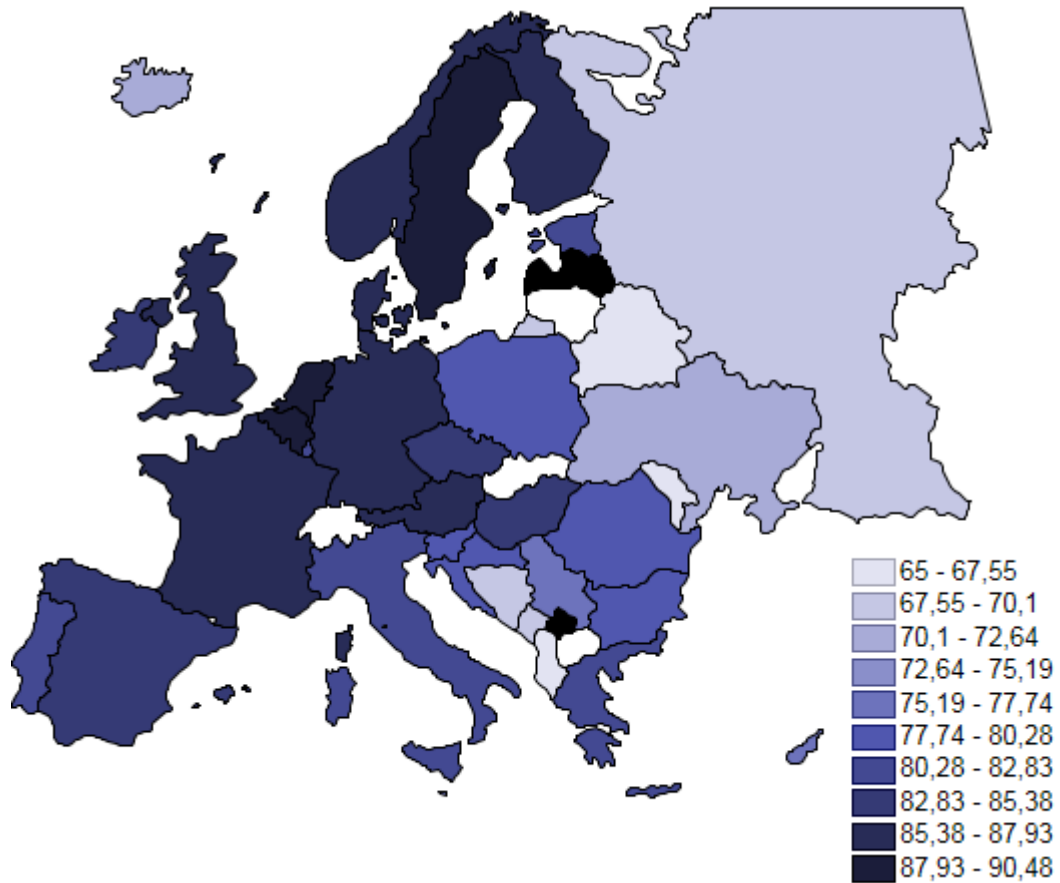 65 - 67,55
67,55 - 70,1
70,1 - 72,64
72,64 - 75,19
75,19 - 77,74
77,74 - 80,28
80,28 - 82,83
82,83 - 85,38
85,38 - 87,93
87,93 - 90,48